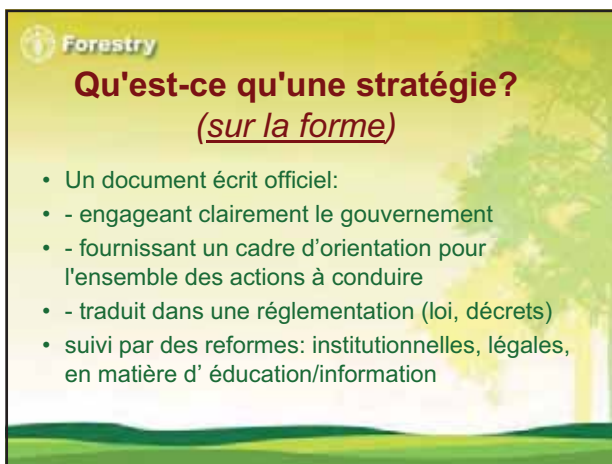 Forestry
Qu'est-ce qu'une stratégie?
(sur la forme)
• Un document écrit officiel:
• - engageant clairement le gouvernement
• - fournissant un cadre d’orientation pour
l'ensemble des actions à conduire
• - traduit dans une réglementation (loi, décrets)
• suivi par des reformes: institutionnelles, légales,
en matière d’ éducation/information